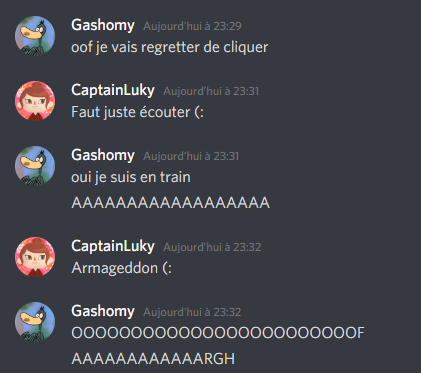 Gashomy Aujourd'hui à 23:29
oof je vais regretter de cliquer
CaptainLuky Aujourd'hui à 23:31
Faut juste écouter (:
Gashomy Aujourd'hui à 23:31
oui je suis en train
AAAAAAAAAAAAAAAAAA
CaptainLuky Aujourd'hui à 23:32
Armageddon (:
Gashomy Aujourd'hui à 23:32
OOOOOOOOOOOOOOOOOOOOOOOOOF
AAAAAAAAAAAARGH